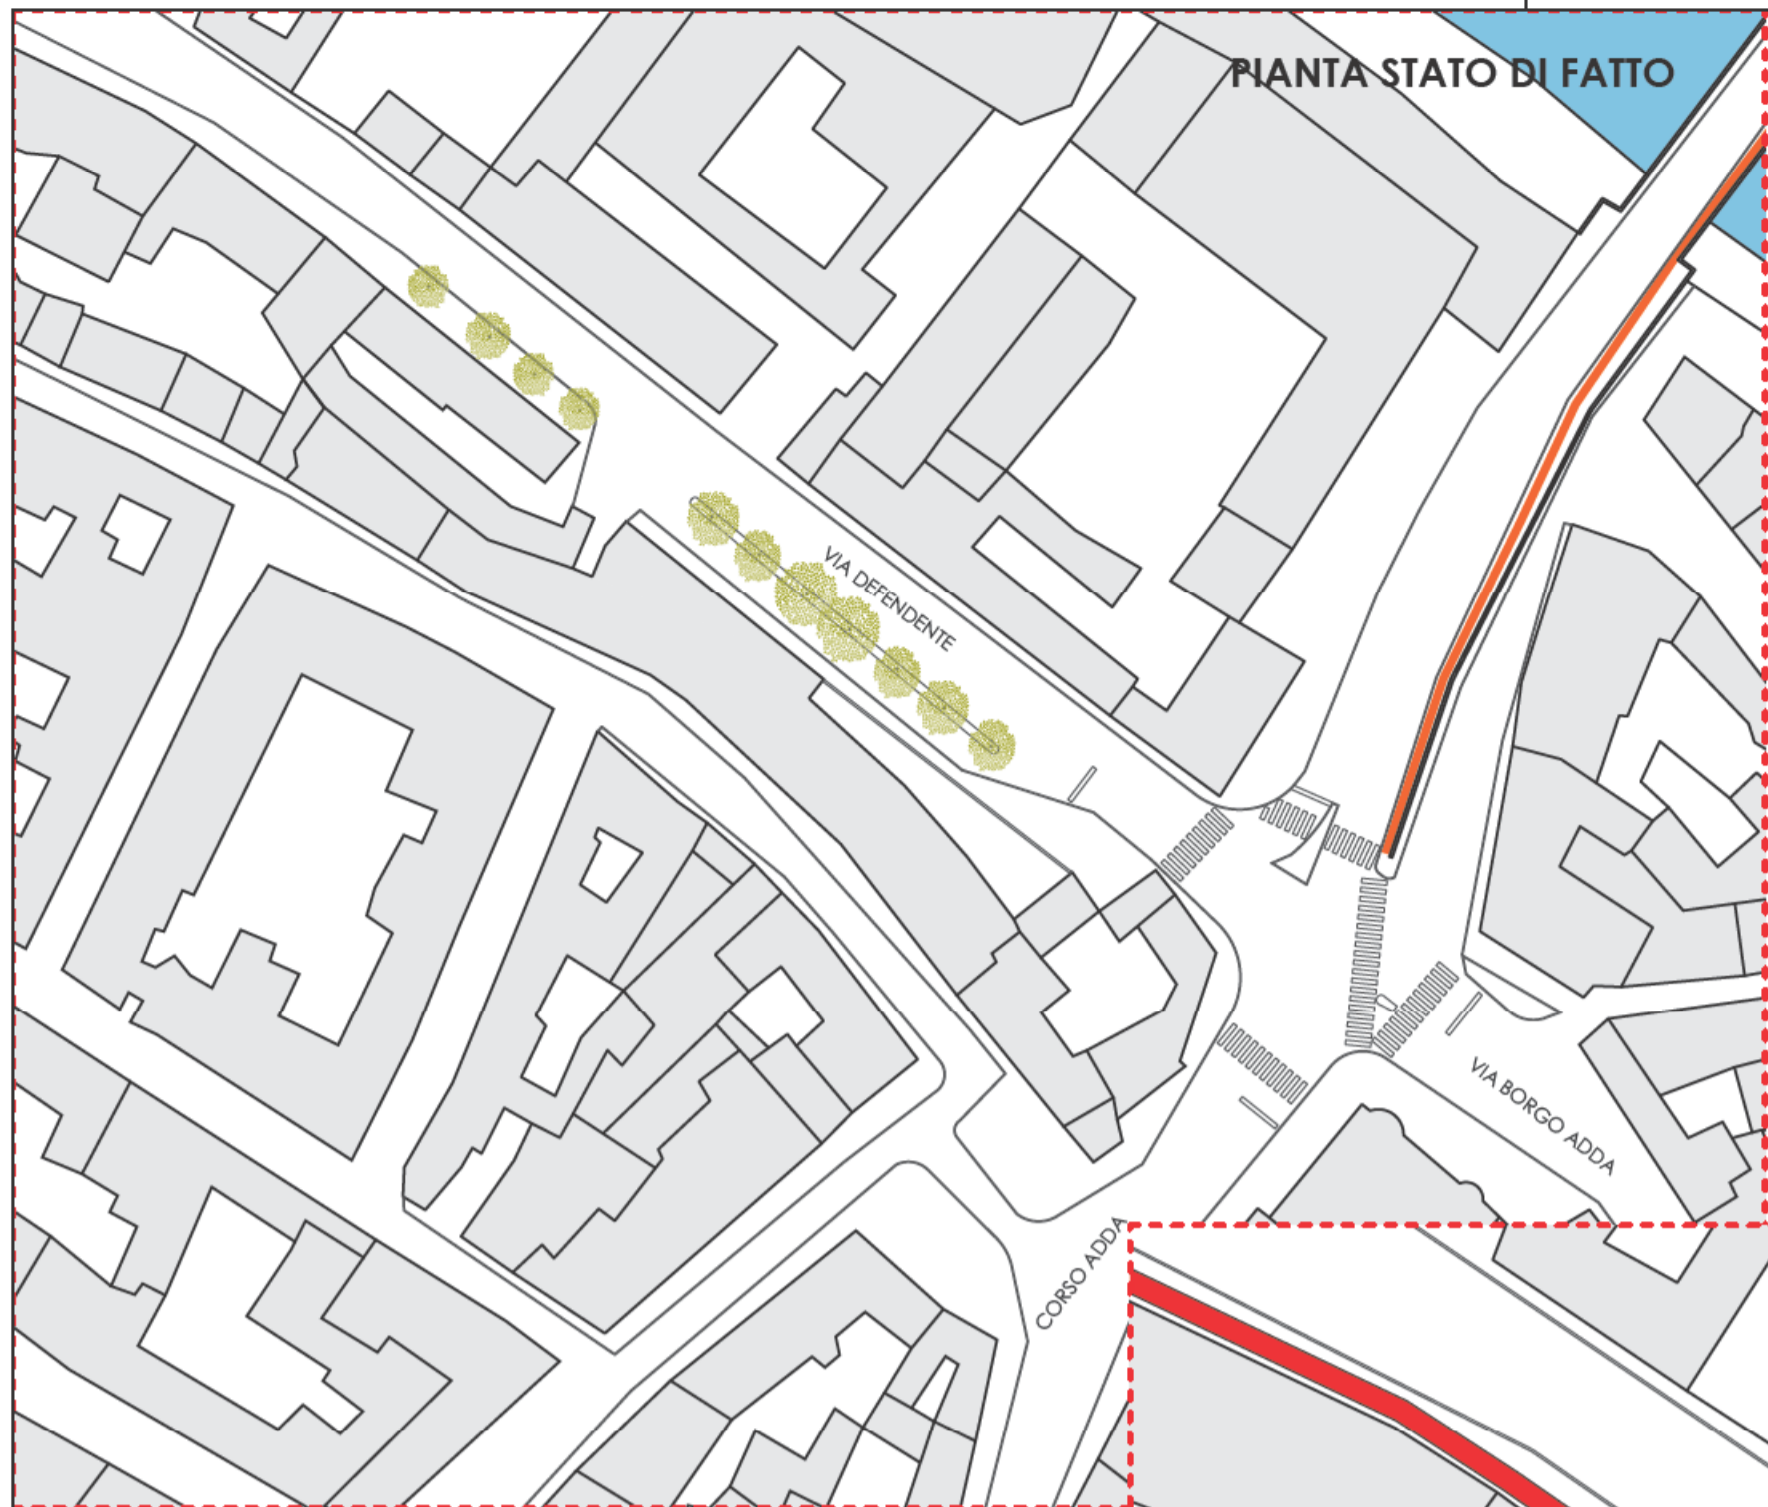 PIANTA STATO DI FATTO
VIA DEFENDENTE
VIA BORGO ADDA
CORSO ADDA